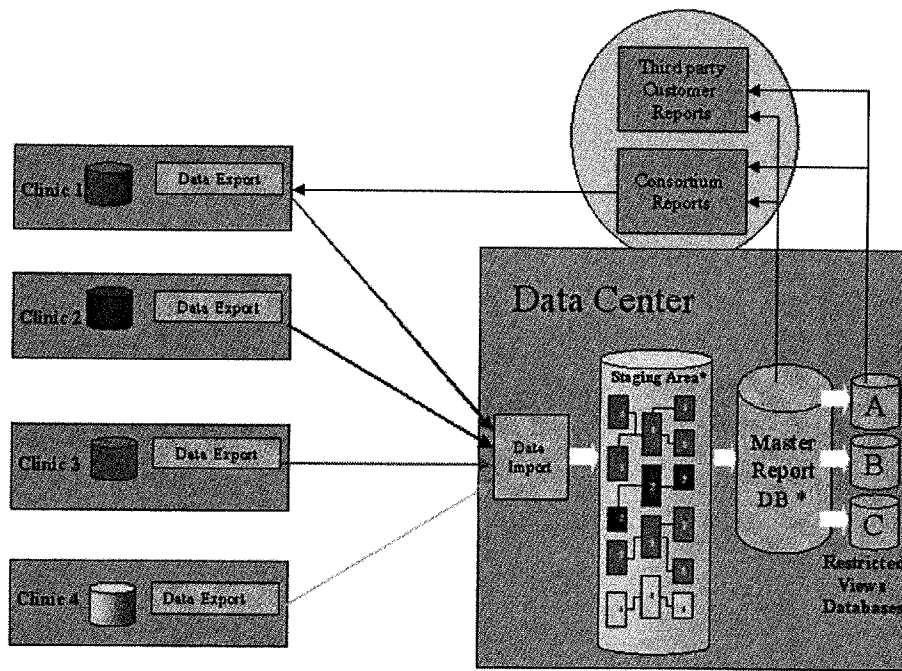 Third party
Customer
Reports
Consortium
Reports
Clinic 1
Data Export
Clinic 2
Data Export
Clinic 3
Data Export
Clinic 4
Data Export
Data Center
Data
Import
Staging Area*
Master
Report
DB *
A
B
C
Restricted
Views
Databases